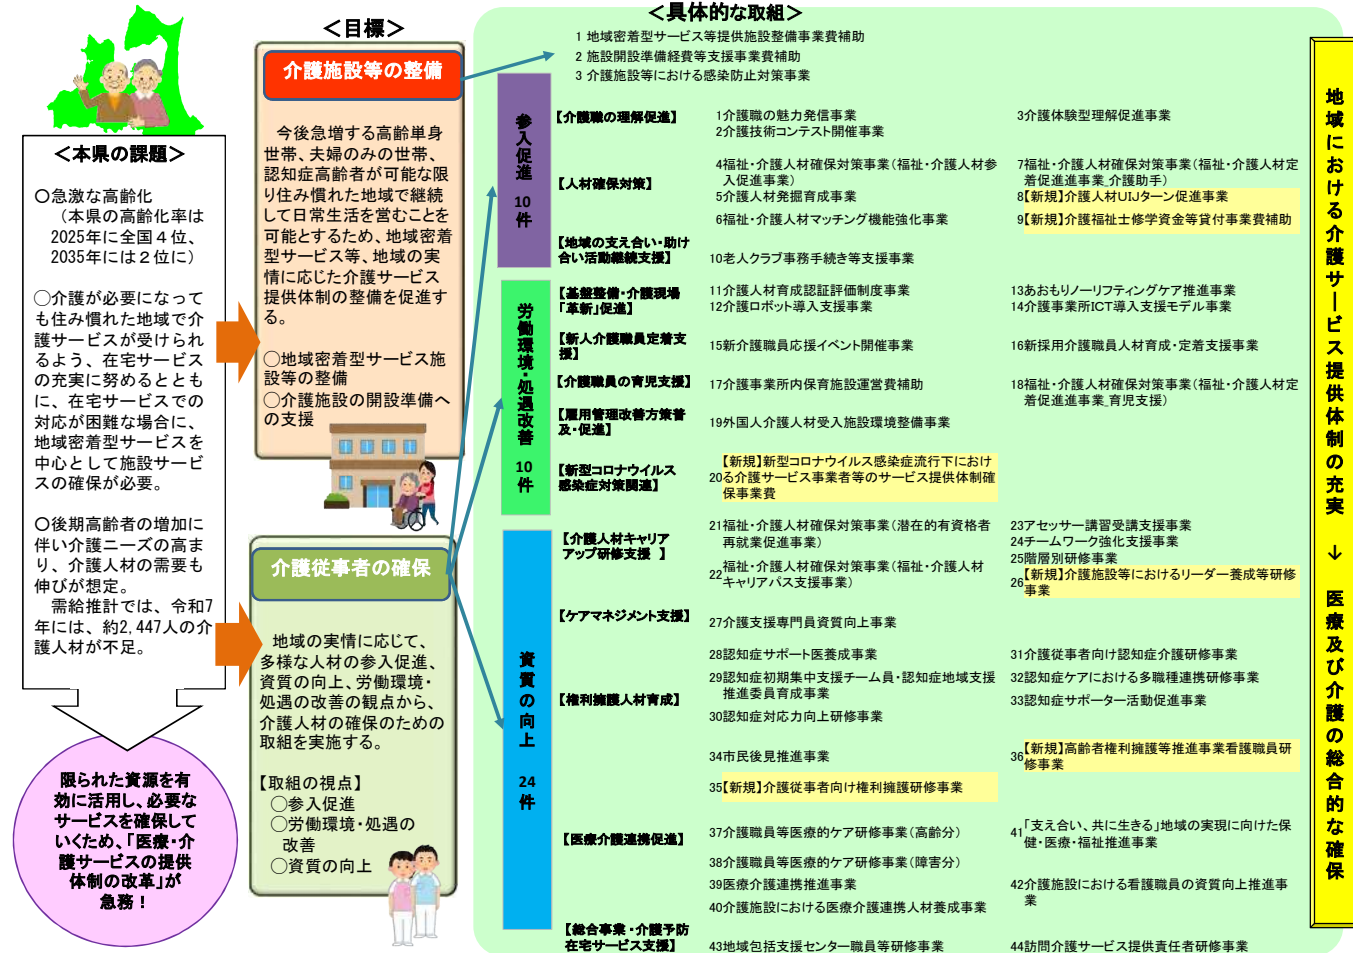 ＜本県の課題＞
〇急激な高齢化
（本県の高齢化率は
2025年に全国４位、
2035年には２位に）
〇介護が必要になって
も住み慣れた地域で介
護サービスが受けられ
るよう、在宅サービス
の充実に努めるととも
に、在宅サービスでの
対応が困難な場合に、
地域密着型サービスを
中心として施設サービ
スの確保が必要。
〇後期高齢者の増加に
伴い介護ニーズの高ま
り、介護人材の需要も
伸びが想定。
需給推計では、令和7
年には、約2,447人の介
護人材が不足。
限られた資源を有
効に活用し、必要な
サービスを確保して
いくため、「医療・介
護サービスの提供
体制の改革」が
急務！
＜目標＞
介護施設等の整備
今後急増する高齢単身
世帯、夫婦のみの世帯、
認知症高齢者が可能な限
り住み慣れた地域で継続
して日常生活を営むことを
可能とするため、地域密着
型サービス等、地域の実
情に応じた介護サービス
提供体制の整備を促進す
る。
〇地域密着型サービス施
設等の整備
〇介護施設の開設準備へ
の支援
介護従事者の確保
地域の実情に応じて、
多様な人材の参入促進、
資質の向上、労働環境・
処遇の改善の観点から、
介護人材の確保のための
取組を実施する。
【取組の視点】
〇参入促進
〇労働環境・処遇の
改善
〇資質の向上
＜具体的な取組＞
1 地域密着型サービス等提供施設整備事業費補助
2 施設開設準備経費等支援事業費補助
3 介護施設等における感染防止対策事業
参入促進 10件
【介護職の理解促進】
1介護職の魅力発信事業
2介護技術コンテスト開催事業
3介護体験型理解促進事業
【人材確保対策】
4福祉・介護人材確保対策事業（福祉・介護人材参
入促進事業）
5介護人材発掘育成事業
6福祉・介護人材マッチング機能強化事業
7福祉・介護人材確保対策事業（福祉・介護人材定
着促進進事業_介護助手）
8【新規】介護人材UIJターン促進事業
9【新規】介護福祉士修学資金等貸付事業費補助
【地域の支え合い・助け
合い活動継続支援】
10老人クラブ事務手続き等支援事業
労働環境・処遇改善 10件
【基盤整備・介護現場
「革新」促進】
11介護人材育成認証評価制度事業
12介護ロボット導入支援事業
13あおもりノーリフティングケア推進事業
14介護事業所ICT導入支援モデル事業
【新人介護職員定着支
援】
15新介護職員応援イベント開催事業
16新採用介護職員人材育成・定着支援事業
【介護職員の育児支援】
17介護事業所内保育施設運営費補助
18福祉・介護人材確保対策事業（福祉・介護人材定
着促進進事業_育児支援）
【雇用管理改善方策普
及・促進】
19外国人介護人材受入施設環境整備事業
【新型コロナウイルス
感染症対策関連】
【新規】新型コロナウイルス感染症流行下におけ
20る介護サービス事業者等のサービス提供体制確
保事業費
資質の向上 24件
【介護人材キャリア
アップ研修支援 】
21福祉・介護人材確保対策事業（潜在的有資格者
再就業促進事業）
22福祉・介護人材確保対策事業（福祉・介護人材
キャリアパス支援事業）
23アセッサー講習受講支援事業
24チームワーク強化支援事業
25階層別研修事業
26【新規】介護施設等におけるリーダー養成等研修
事業
【ケアマネジメント支援】
27介護支援専門員資質向上事業
【権利擁護人材育成】
28認知症サポート医養成事業
29認知症初期集中支援チーム員・認知症地域支援
推進委員育成事業
30認知症対応力向上研修事業
31介護従事者向け認知症介護研修事業
32認知症ケアにおける多職種連携研修事業
33認知症サポーター活動促進事業
34市民後見推進事業
35【新規】介護従事者向け権利擁護研修事業
36【新規】高齢者権利擁護等推進事業看護職員研
修事業
【医療介護連携促進】
37介護職員等医療的ケア研修事業（高齢分）
38介護職員等医療的ケア研修事業（障害分）
39医療介護連携推進事業
40介護施設における医療介護連携人材養成事業
41「支え合い、共に生きる」地域の実現に向けた保
健・医療・福祉推進事業
42介護施設における看護職員の資質向上推進事
業
【総合事業・介護予防
在宅サービス支援】
43地域包括支援センター職員等研修事業
44訪問介護サービス提供責任者研修事業
地域における介護サービス提供体制の充実 → 医療及び介護の総合的な確保